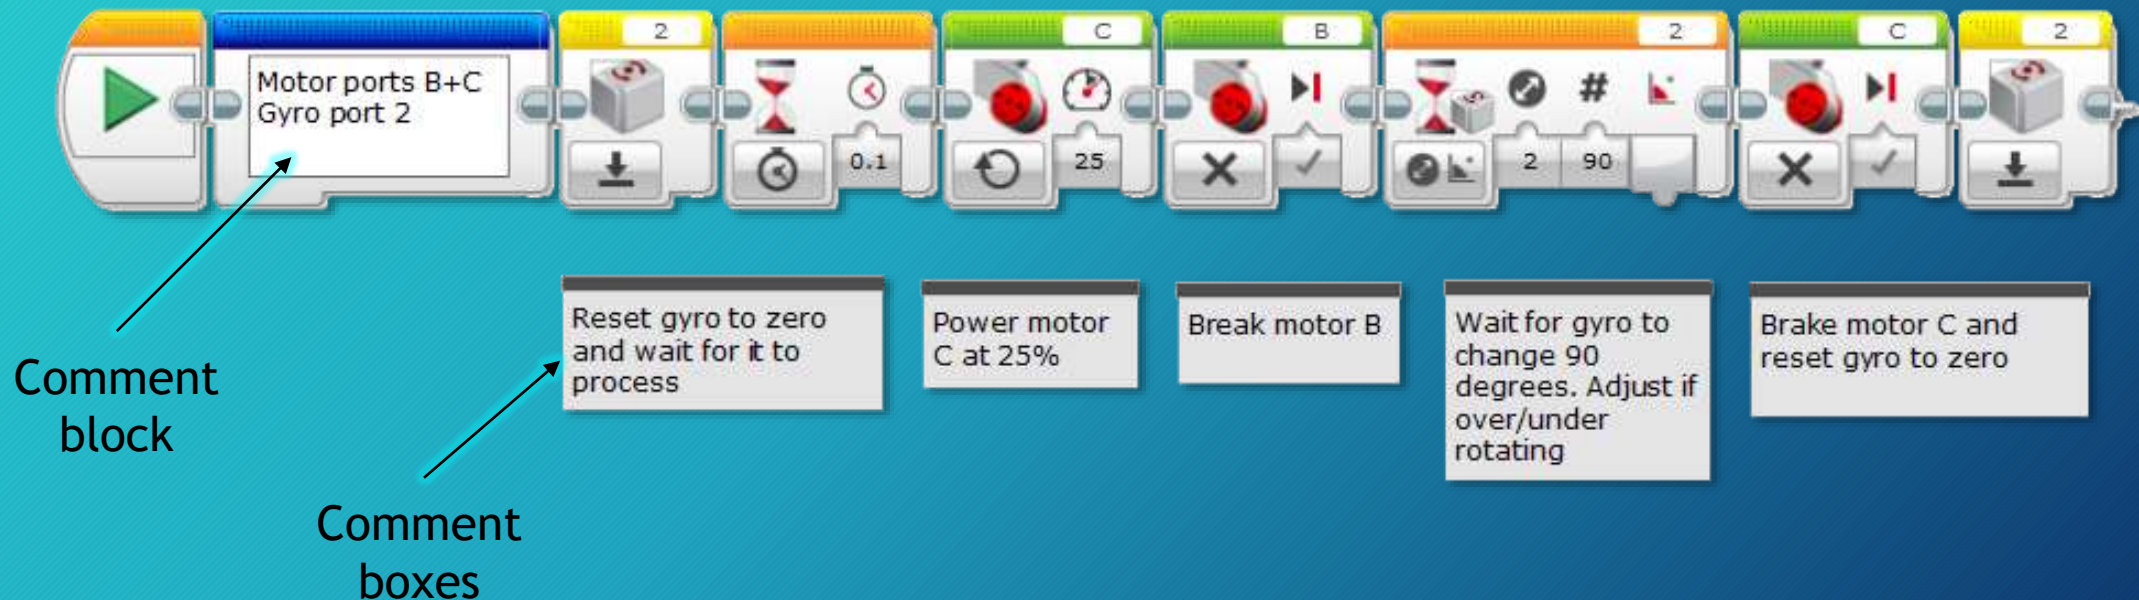 2
C
B
2
C
2
Motor ports B+C
Gyro port 2
0.1
25
#
2
90
Reset gyro to zero
and wait for it to
process
Power motor
C at 25%
Break motor B
Wait for gyro to
change 90
degrees. Adjust if
over/under
rotating
Brake motor C and
reset gyro to zero
Comment
block
Comment
boxes